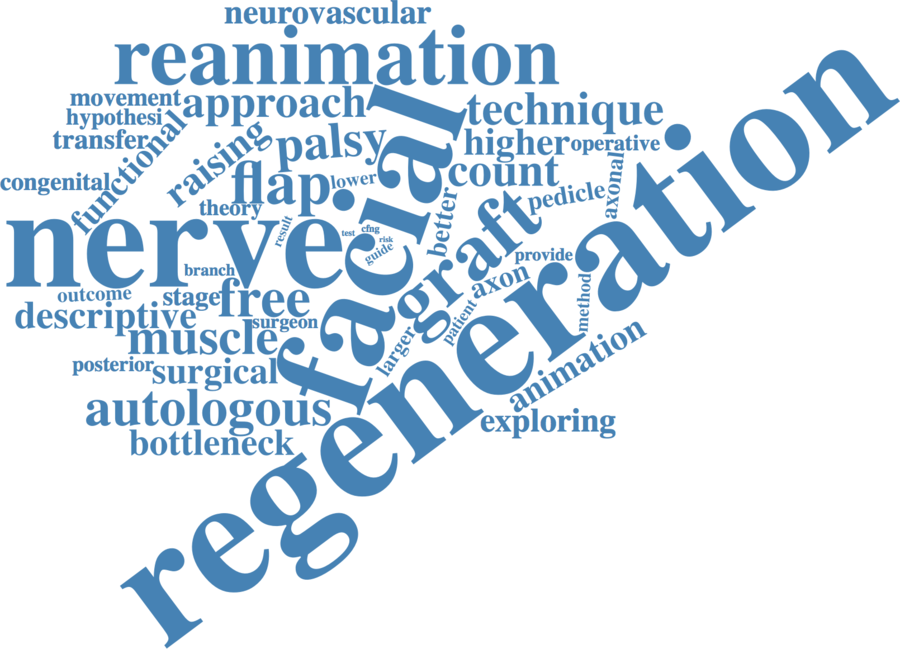 neurovascular
reanimation
movement
approach
hypothesi
transfer
functional
raising
palsy
facial
technique
higher
operative
regeneration
congenital
flap
lower
count
theory
pedicle
axonal
nerve
result
test
cfng
risk
guide
better
graft
provide
branch
axon
outcome
stage
free
method
descriptive
surgeon
patient
muscle
larger
animation
posterior
surgical
autologous
exploring
bottleneck